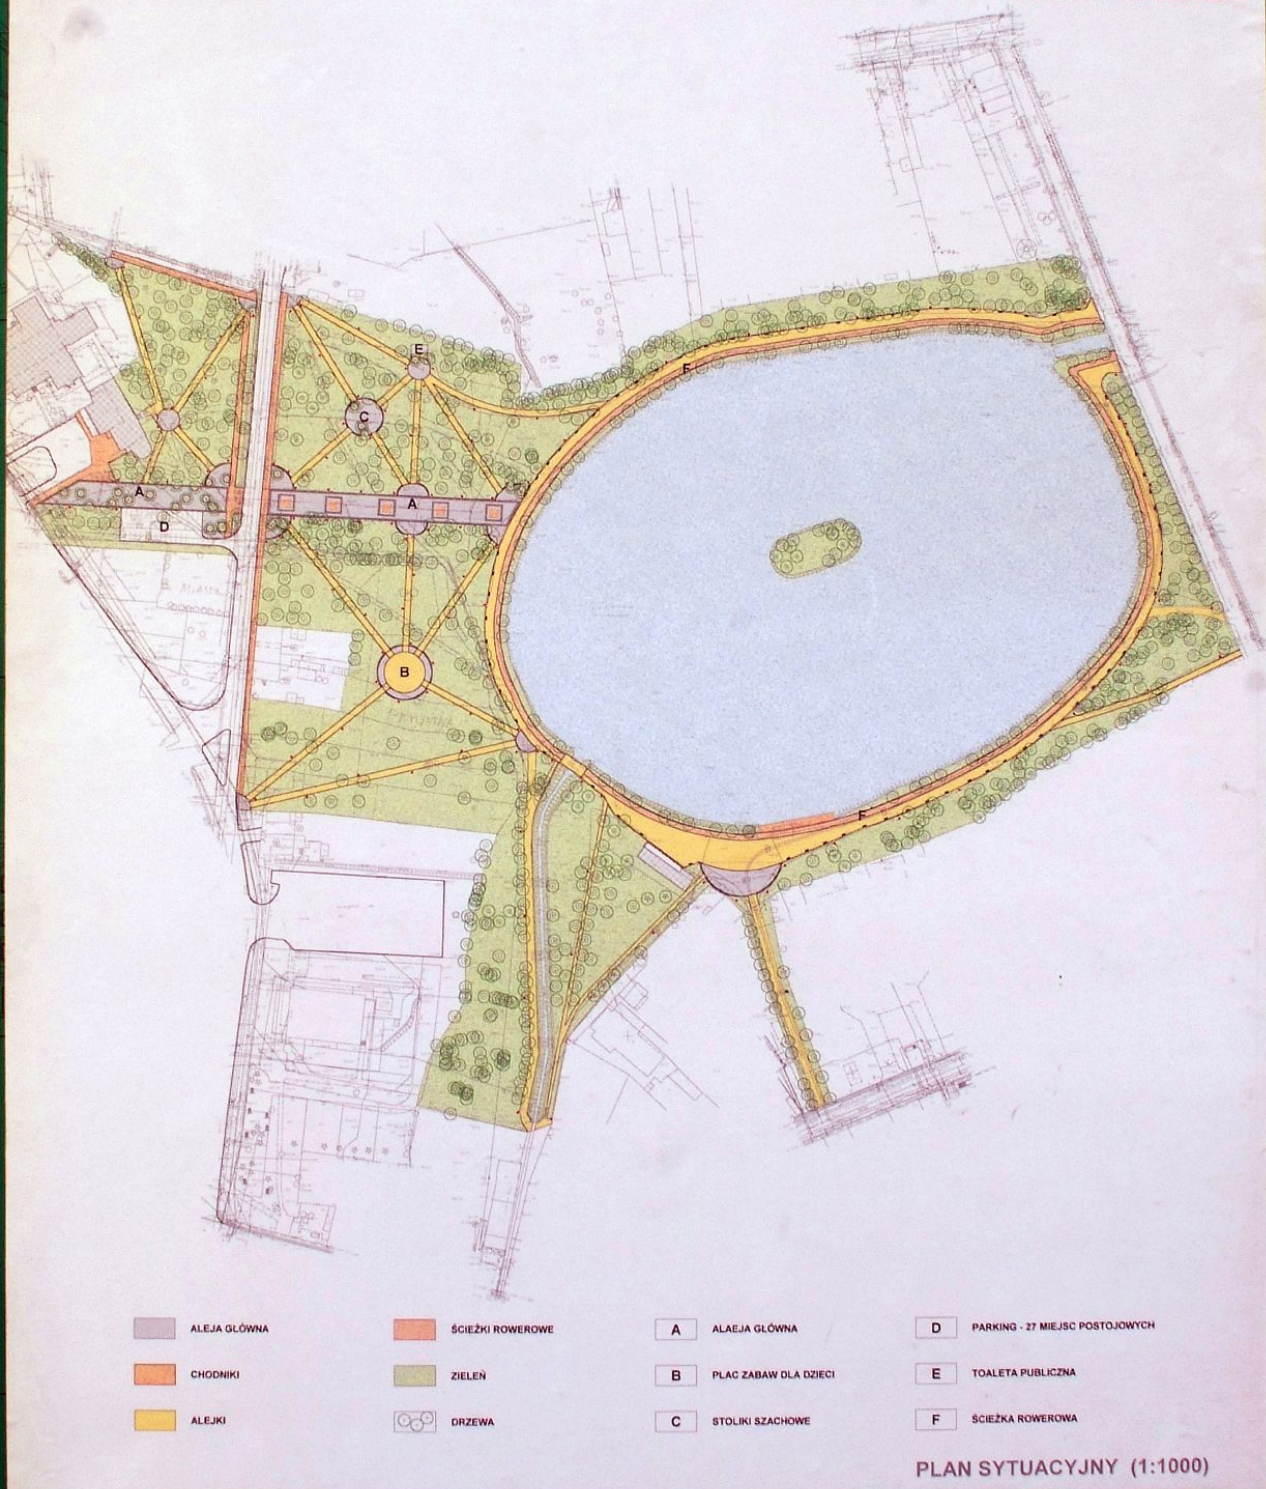 E
F
C
A
A
D
B
F
ALEJA GŁÓWNA
ŚCIEŻKI ROWEROWE
A ALAEJA GŁÓWNA
D PARKING - 27 MIEJSC POSTOJOWYCH
CHODNIKI
ZIELEŃ
B PLAC ZABAW DLA DZIECI
E TOALETA PUBLICZNA
ALEJKI
DRZEWA
C STOLIKI SZACHOWE
F ŚCIEŻKA ROWEROWA
PLAN SYTUACYJNY (1:1000)